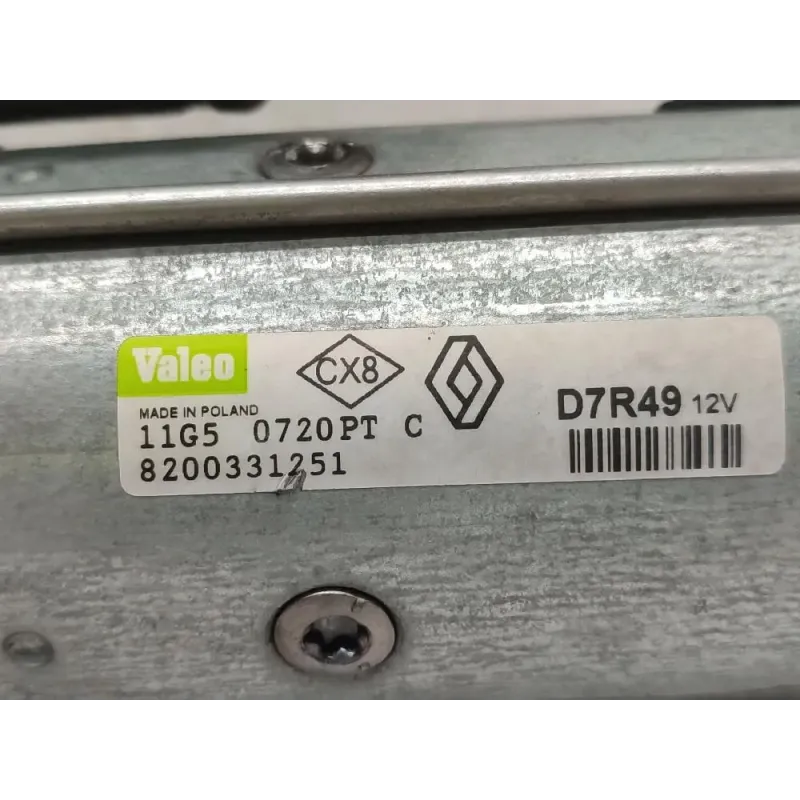 Valeo
CX8
D7R49 12V
MADE IN POLAND
11G5 0720PT C
8200331251